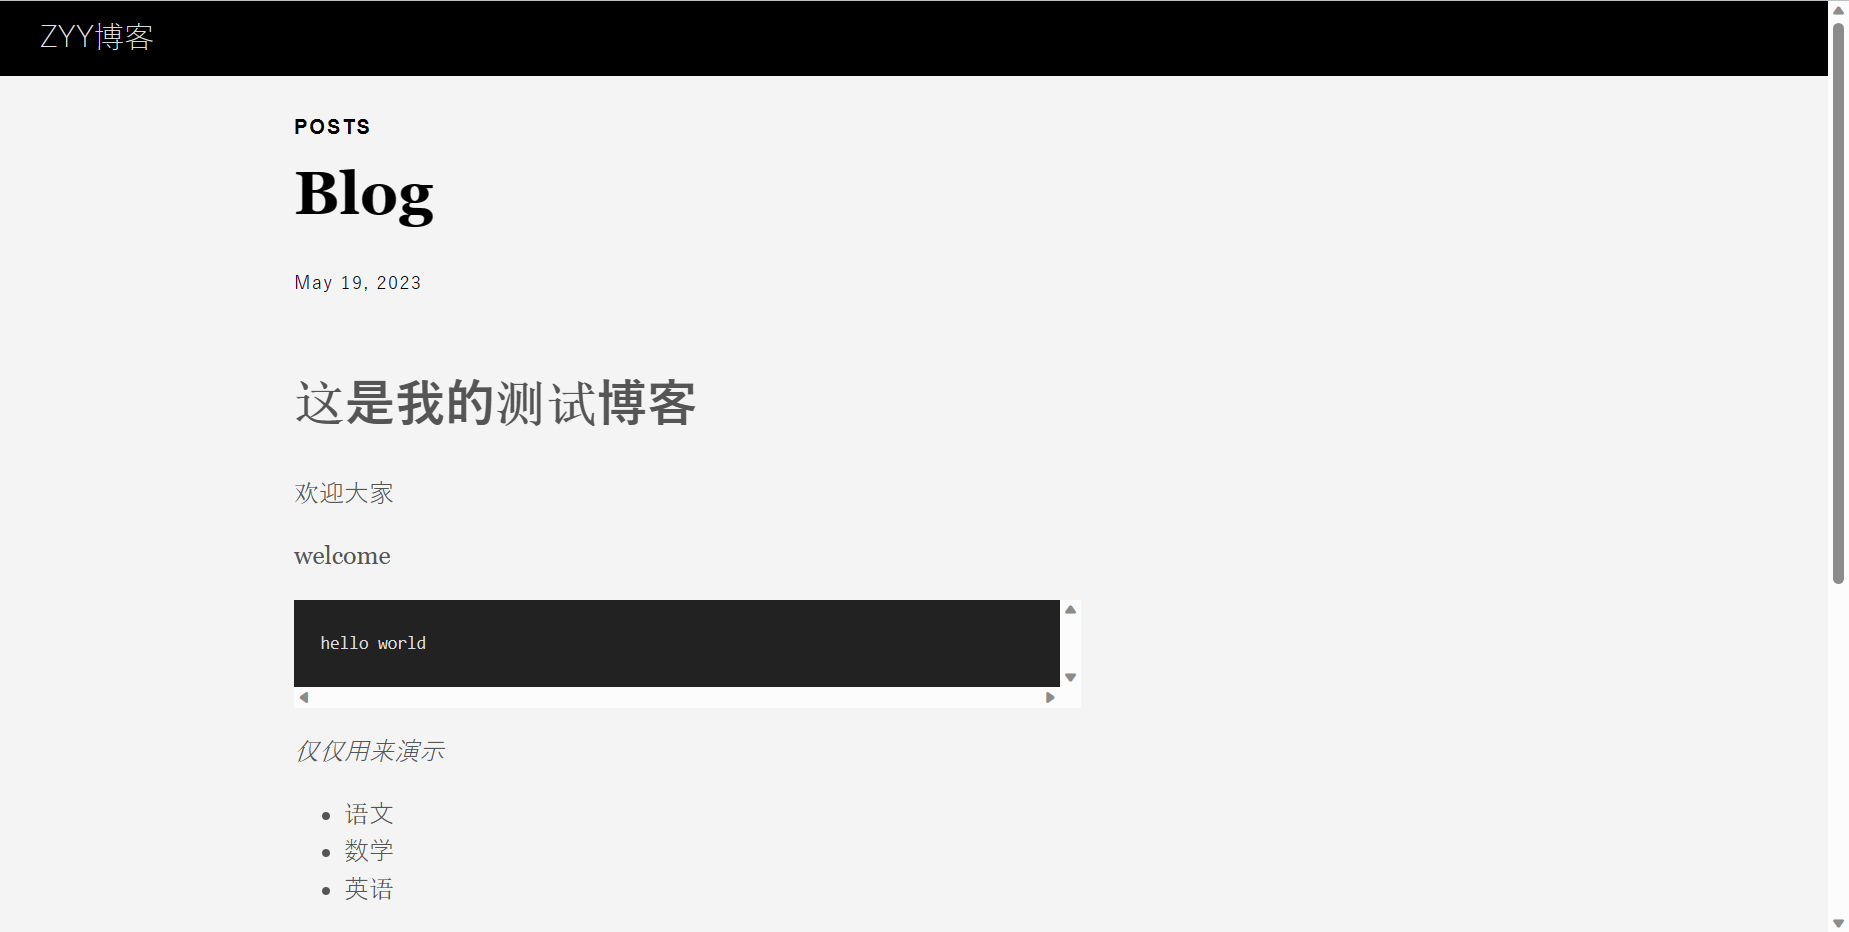 ZYY博客
POSTS
Blog
May 19, 2023
这是我的测试博客
欢迎大家
welcome
hello world
仅仅用来演示
语文
数学
英语